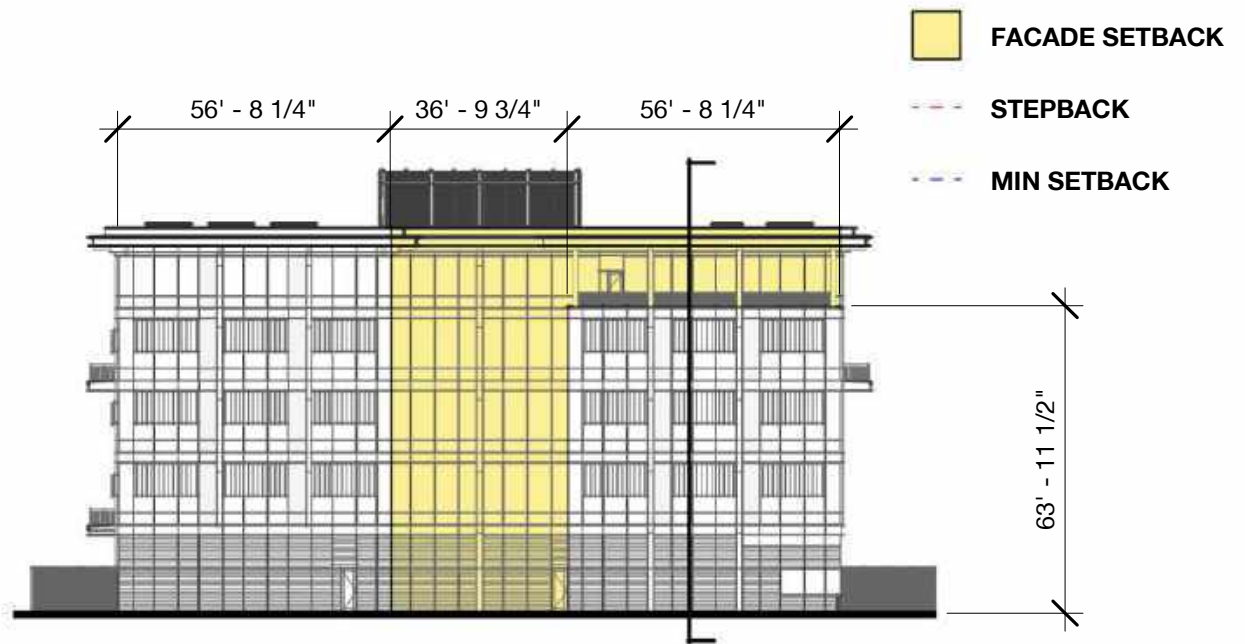 FACADE SETBACK
56' - 8 1/4" 36' - 9 3/4" 56' - 8 1/4"
STEPBACK
MIN SETBACK
63' - 11 1/2"